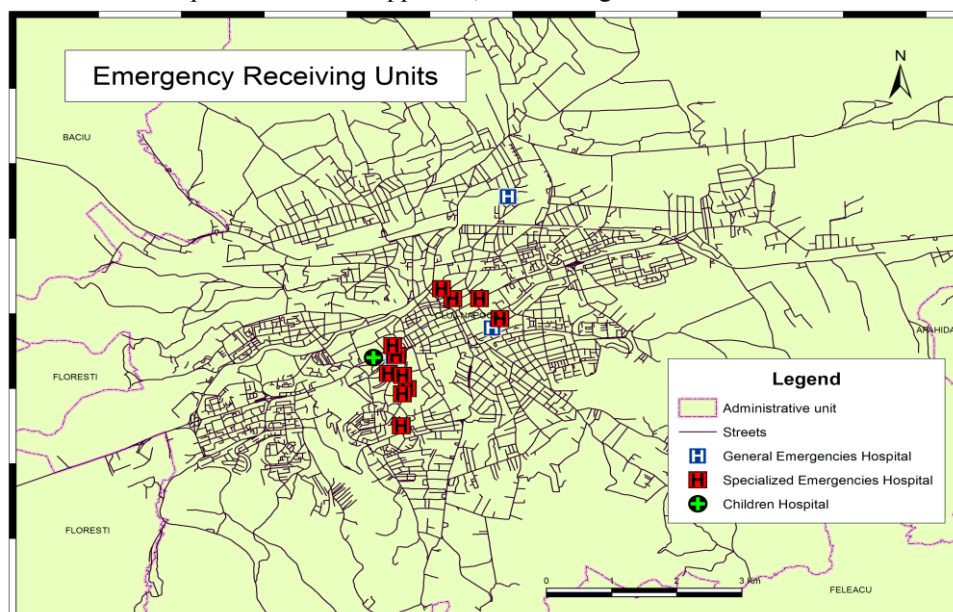 Emergency Receiving Units
N
BACIU
FLORESTI
FLORESTI
FELEACU
Legend
Administrative unit
Streets
General Emergencies Hospital
Specialized Emergencies Hospital
Children Hospital
0 1 2 3 Km